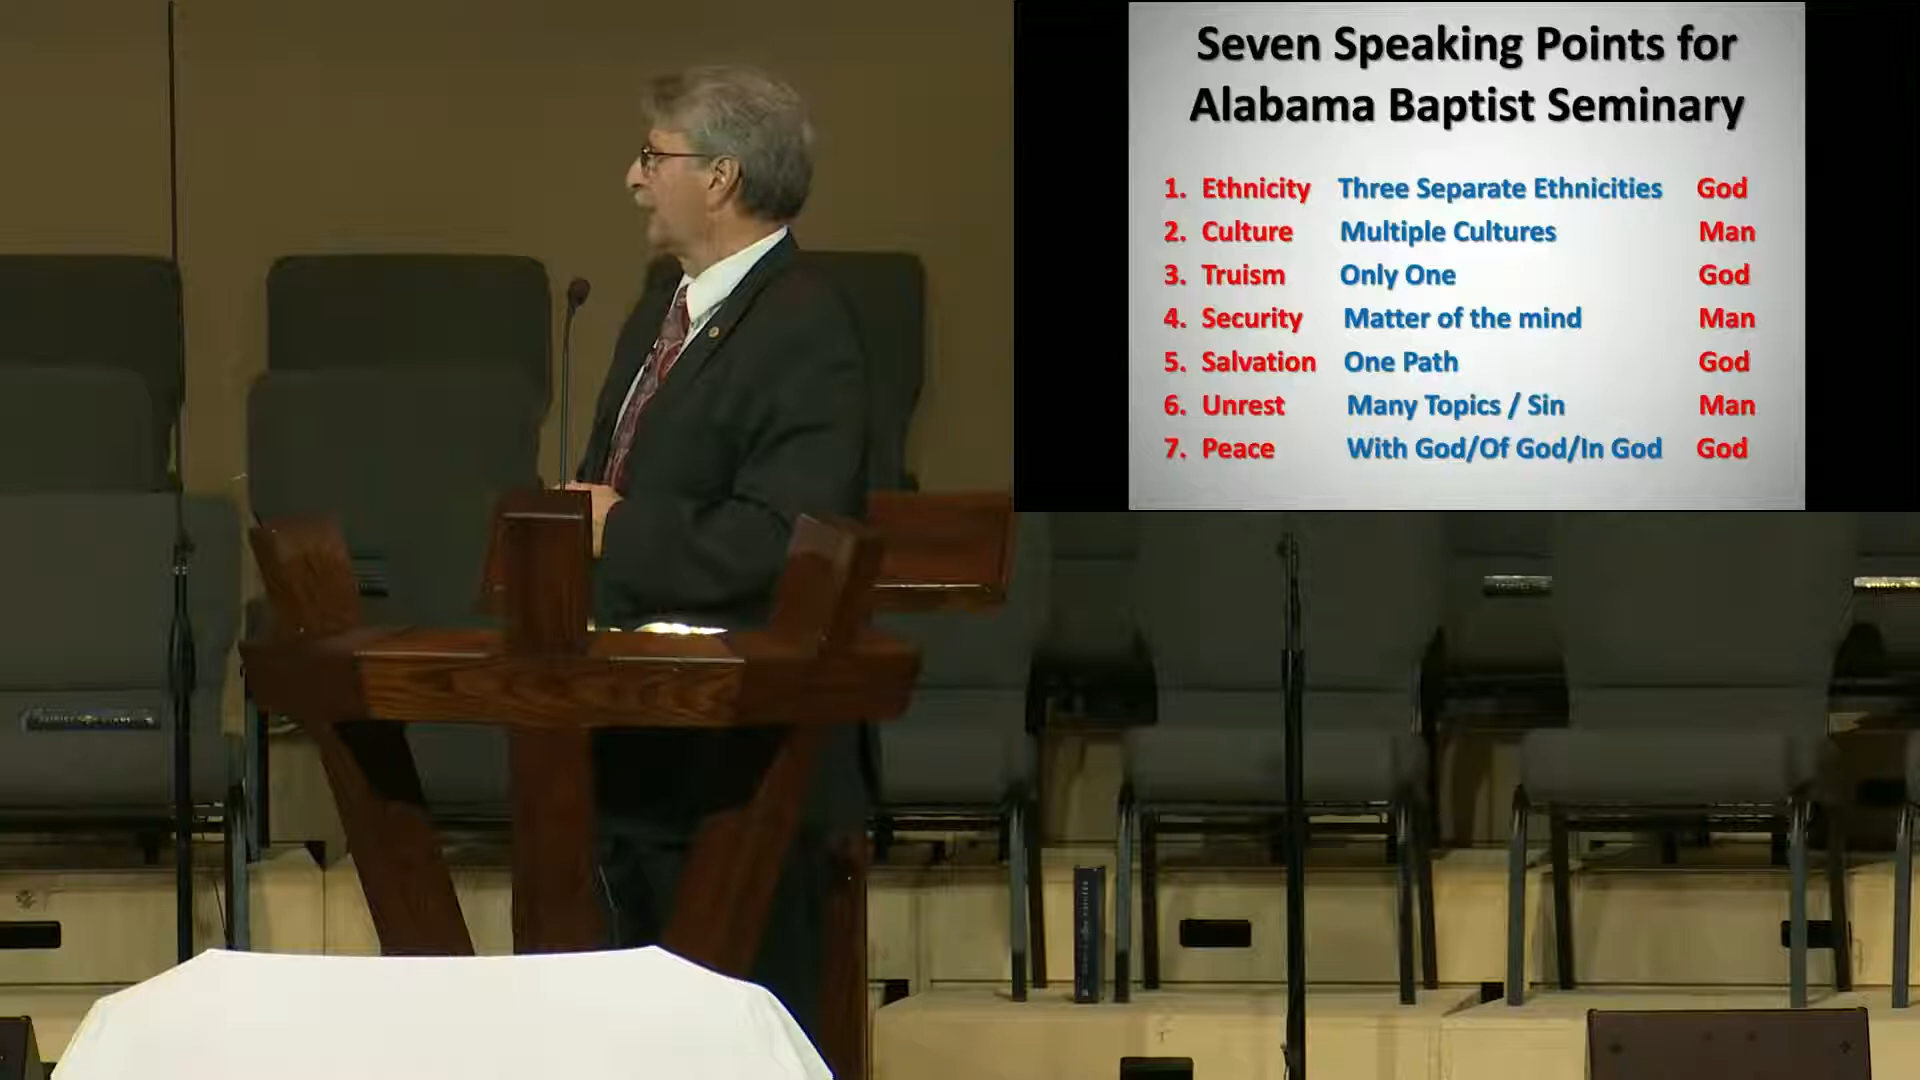 Seven Speaking Points for
Alabama Baptist Seminary
1. Ethnicity Three Separate Ethnicities God
2. Culture Multiple Cultures Man
3. Truism Only One God
4. Security Matter of the mind Man
5. Salvation One Path God
6. Unrest Many Topics / Sin Man
7. Peace With God/Of God/In God God